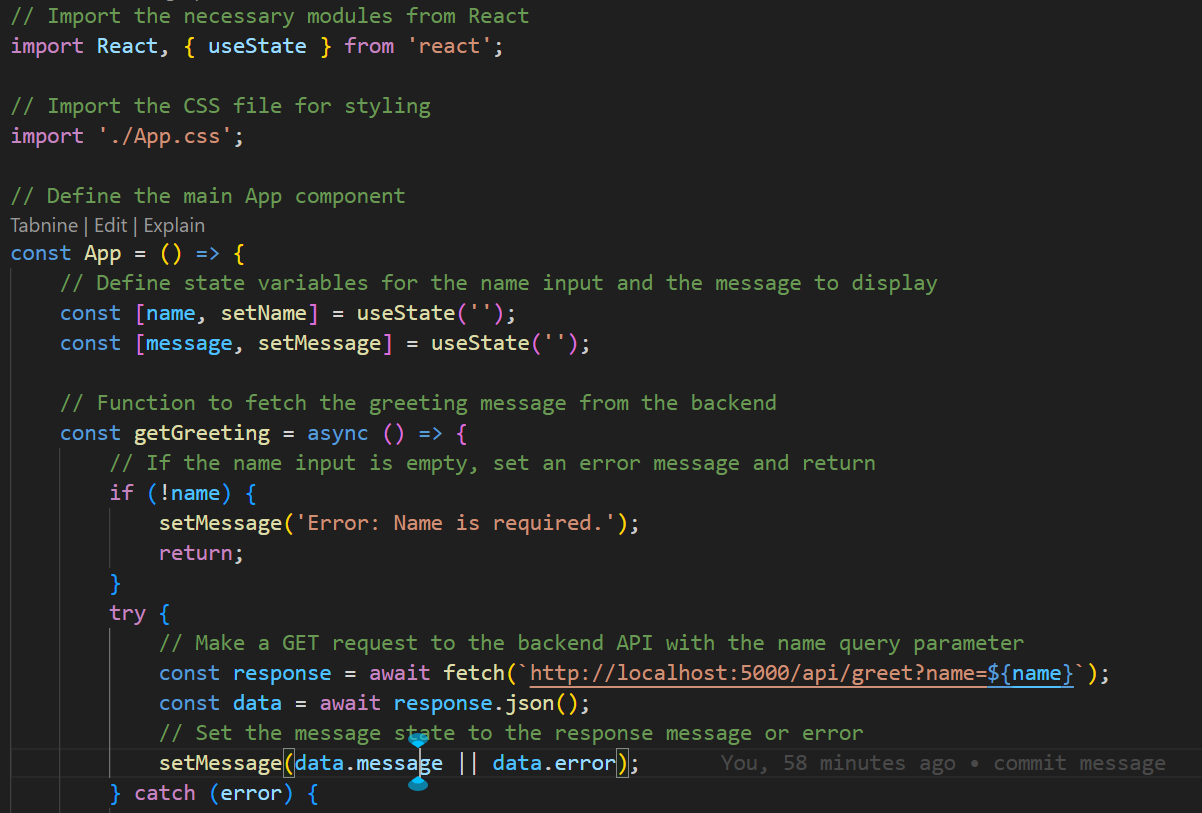 // Import the necessary modules from React
import React, { useState } from 'react';
// Import the CSS file for styling
import './App.css';
// Define the main App component
Tabnine | Edit | Explain
const App = () => {
    // Define state variables for the name input and the message to display
    const [name, setName] = useState('');
    const [message, setMessage] = useState('');
    // Function to fetch the greeting message from the backend
    const getGreeting = async () => {
        // If the name input is empty, set an error message and return
        if (!name) {
            setMessage('Error: Name is required.');
            return;
        }
        try {
            // Make a GET request to the backend API with the name query parameter
            const response = await fetch(`http://localhost:5000/api/greet?name=${name}`);
            const data = await response.json();
            // Set the message state to the response message or error
            setMessage(data.message || data.error);    You, 58 minutes ago • commit message
        } catch (error) {